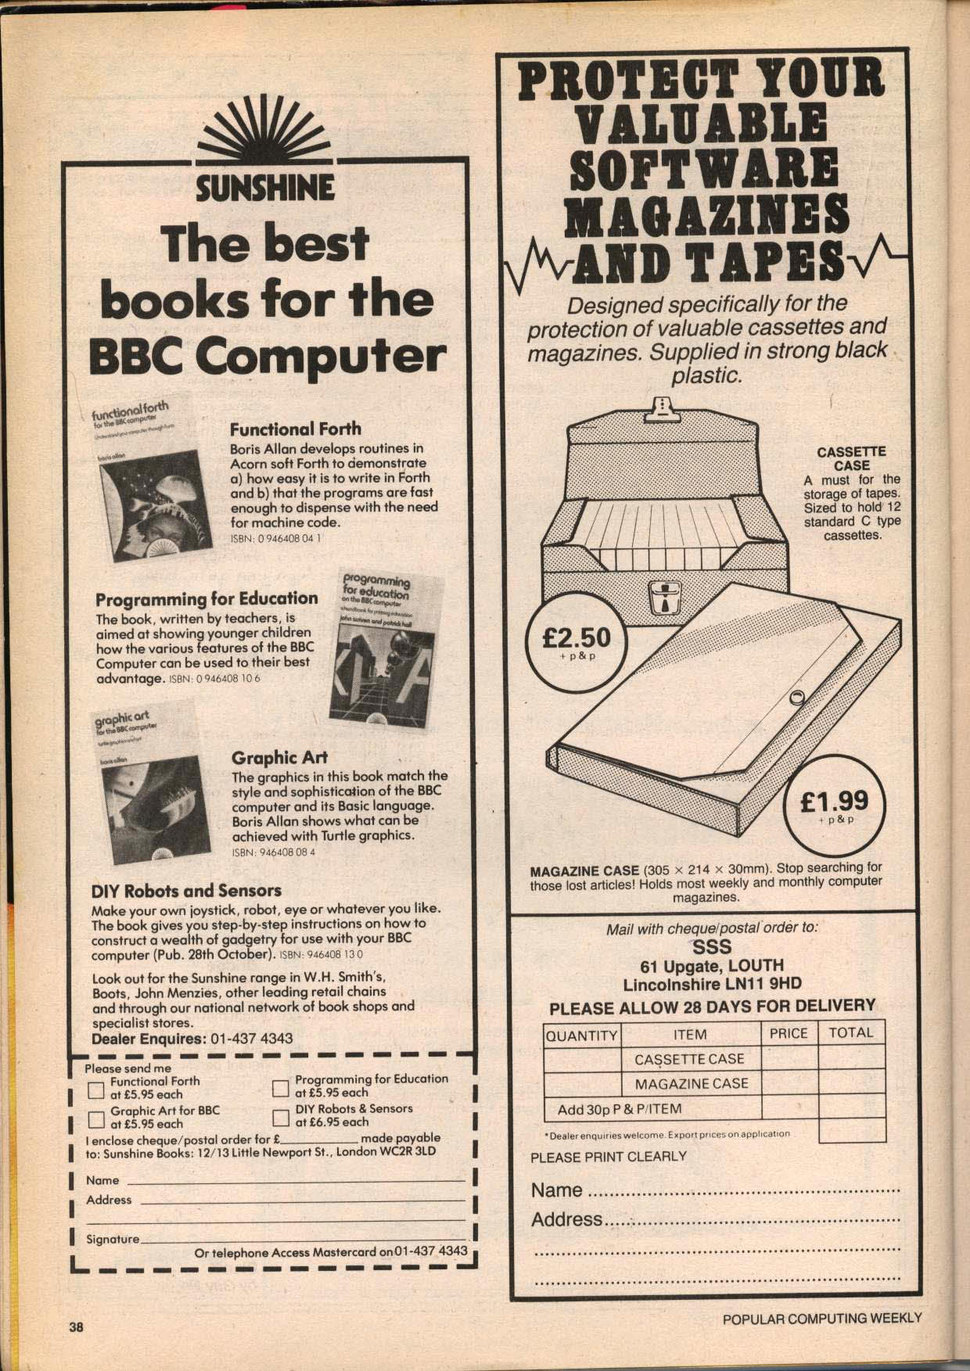 SUNSHINE
The best
books for the
BBC Computer
functional forth
for the BBC computer
boris allan
Functional Forth
Boris Allan develops routines in
Acorn soft Forth to demonstrate
a) how easy it is to write in Forth
and b) that the programs are fast
enough to dispense with the need
for machine code.
ISBN: 0 946408 04 1
Programming for Education
The book, written by teachers, is
aimed at showing younger children
how the various features of the BBC
Computer can be used to their best
advantage. ISBN: 0 946408 10 6
programming
for education
on the BBC computer
john scriven and patrick hall
graphic art
for the BBC computer
boris allan
Graphic Art
The graphics in this book match the
style and sophistication of the BBC
computer and its Basic language.
Boris Allan shows what can be
achieved with Turtle graphics.
ISBN: 946408 08 4
DIY Robots and Sensors
Make your own joystick, robot, eye or whatever you like.
The book gives you step-by-step instructions on how to
construct a wealth of gadgetry for use with your BBC
computer (Pub. 28th October). ISBN: 946408 13 0
Look out for the Sunshine range in W.H. Smith's,
Boots, John Menzies, other leading retail chains
and through our national network of book shops and
specialist stores.
Dealer Enquires: 01-437 4343
Please send me
Functional Forth
at £5.95 each
Programming for Education
at £5.95 each
Graphic Art for BBC
at £5.95 each
DIY Robots & Sensors
at £6.95 each
I enclose cheque/postal order for £ made payable
to: Sunshine Books: 12/13 Little Newport St., London WC2R 3LD
Name
Address
Signature
Or telephone Access Mastercard on 01-437 4343
38
PROTECT YOUR
VALUABLE
SOFTWARE
MAGAZINES
AND TAPES
Designed specifically for the
protection of valuable cassettes and
magazines. Supplied in strong black
plastic.
CASSETTE
CASE
A must for the
storage of tapes.
Sized to hold 12
standard C type
cassettes.
£2.50
+ p & p
£1.99
+ p & p
MAGAZINE CASE (305 × 214 × 30mm). Stop searching for
those lost articles! Holds most weekly and monthly computer
magazines.
Mail with cheque/postal order to:
SSS
61 Upgate, LOUTH
Lincolnshire LN11 9HD
PLEASE ALLOW 28 DAYS FOR DELIVERY
QUANTITY ITEM PRICE TOTAL
CASSETTE CASE
MAGAZINE CASE
Add 30p P & P/ITEM
* Dealer enquiries welcome. Export prices on application
PLEASE PRINT CLEARLY
Name
Address
POPULAR COMPUTING WEEKLY